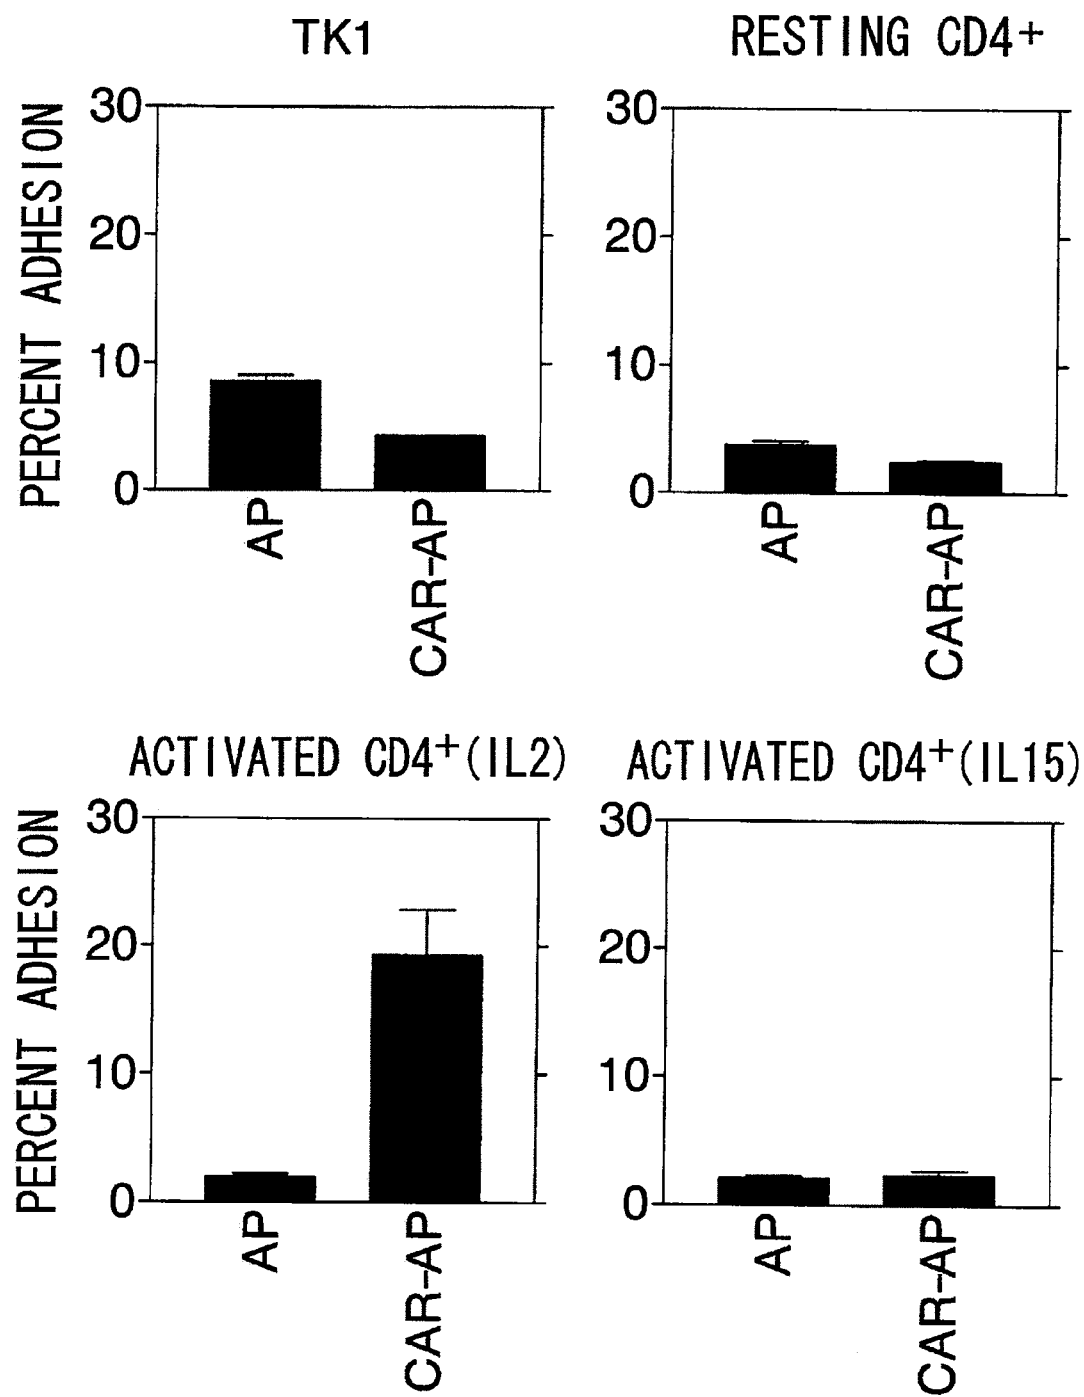 TK1
RESTING CD4+
PERCENT ADHESION
30
20
10
0
AP
CAR-AP
30
20
10
0
AP
CAR-AP
ACTIVATED CD4+(IL2)
ACTIVATED CD4+(IL15)
PERCENT ADHESION
30
20
10
0
AP
CAR-AP
30
20
10
0
AP
CAR-AP